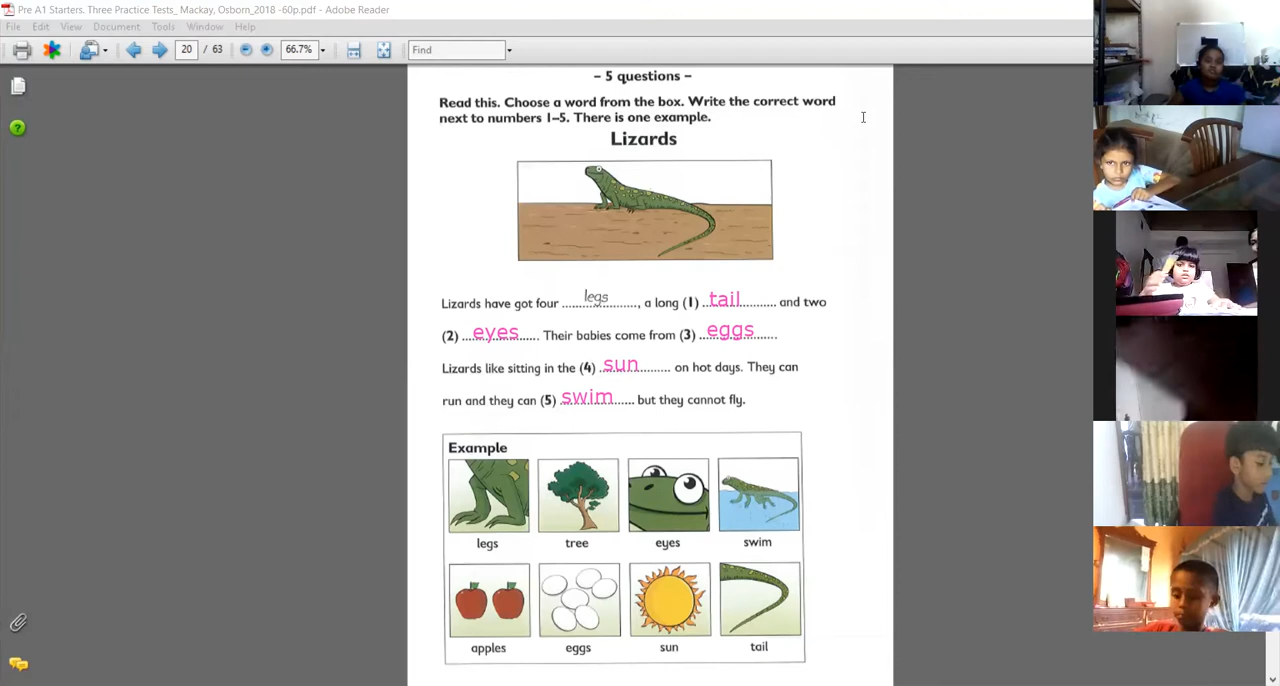 Pre A1 Starters. Three Practice Tests_ Mackay, Osborn_2018 -60p.pdf - Adobe Reader
File Edit View Document Tools Window Help
20 / 63 66.7% Find
– 5 questions –
Read this. Choose a word from the box. Write the correct word
next to numbers 1–5. There is one example.
Lizards
Lizards have got four legs, a long (1) tail and two
(2) eyes. Their babies come from (3) eggs
Lizards like sitting in the (4) sun on hot days. They can
run and they can (5) swim but they cannot fly.
Example
legs tree eyes swim
apples eggs sun tail